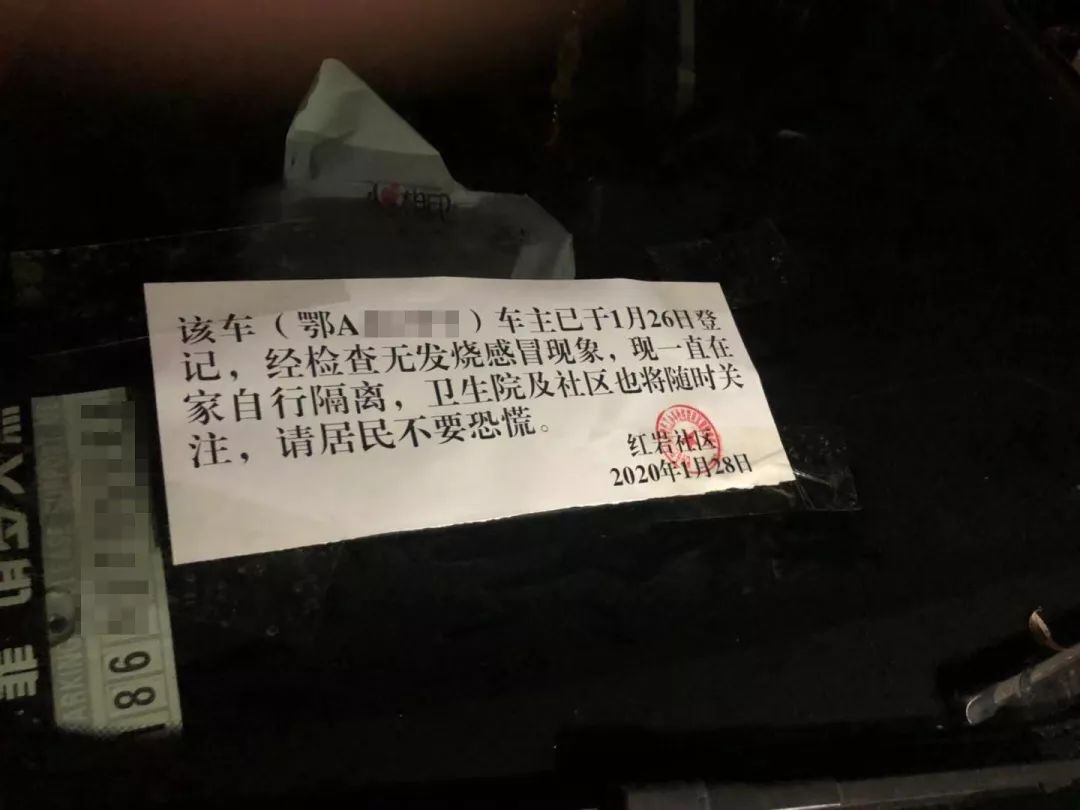 心相印
该车（鄂A）车主已于1月26日登
记，经检查无发烧感冒现象，现一直在
家自行隔离，卫生院及社区也将随时关
注，请居民不要恐慌。
红岩社区
2020年1月28日
86